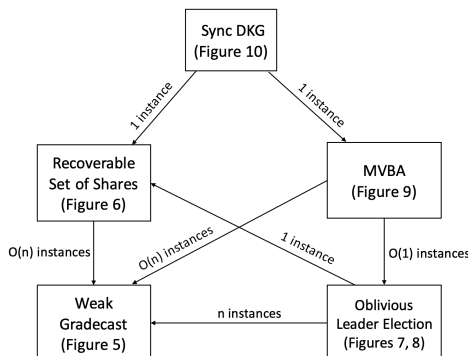 Sync DKG
(Figure 10)
1 instance
1 instance
Recoverable
Set of Shares
(Figure 6)
MVBA
(Figure 9)
O(n) instances
O(n) instances
1 instance
O(1) instances
Weak
Gradecast
(Figure 5)
n instances
Oblivious
Leader Election
(Figures 7, 8)